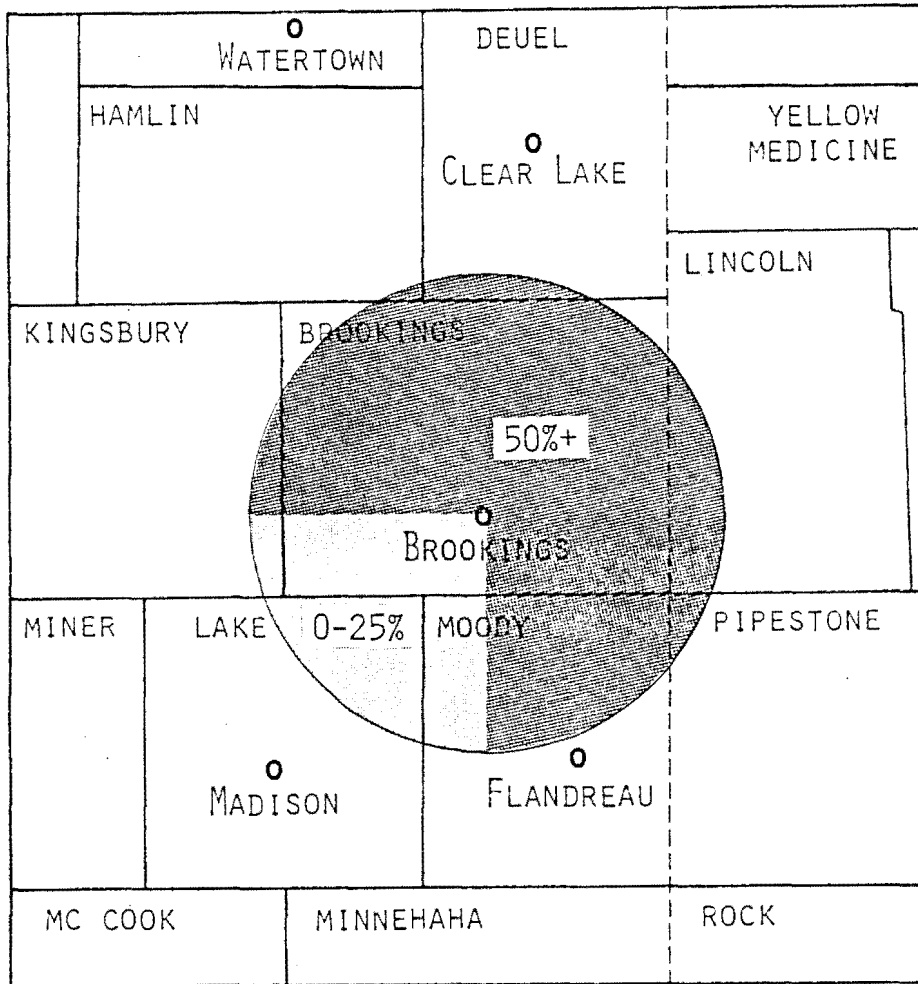 DEUEL
WATERTOWN
HAMLIN
YELLOW
MEDICINE
CLEAR LAKE
LINCOLN
KINGSBURY
BROOKINGS
50%+
BROOKINGS
MINER
LAKE
0-25%
MOODY
PIPESTONE
MADISON
FLANDREAU
MC COOK
MINNEHAHA
ROCK